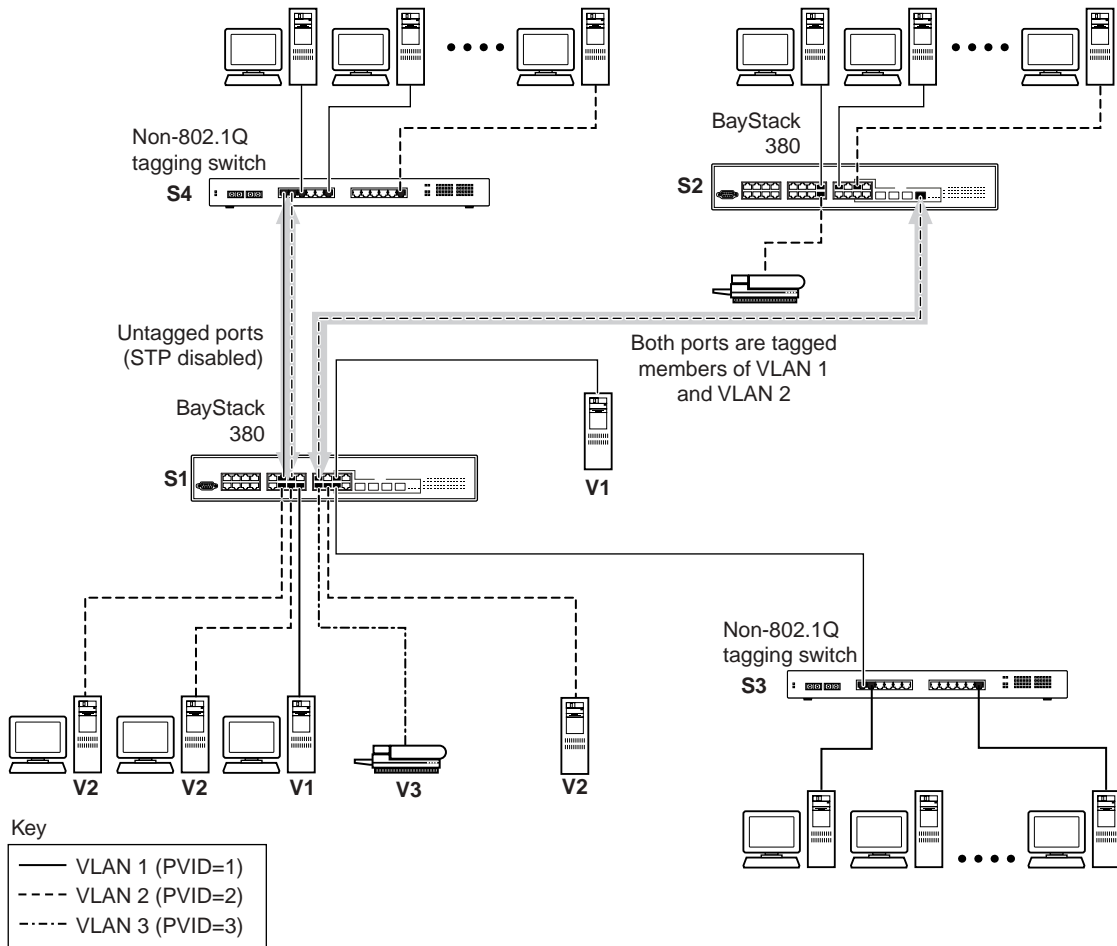 Non-802.1Q
tagging switch
S4
BayStack
380
S2
Untagged ports
(STP disabled)
Both ports are tagged
members of VLAN 1
and VLAN 2
BayStack
380
S1
V1
Non-802.1Q
tagging switch
S3
V2
V2
V1
V3
V2
Key
VLAN 1 (PVID=1)
VLAN 2 (PVID=2)
VLAN 3 (PVID=3)